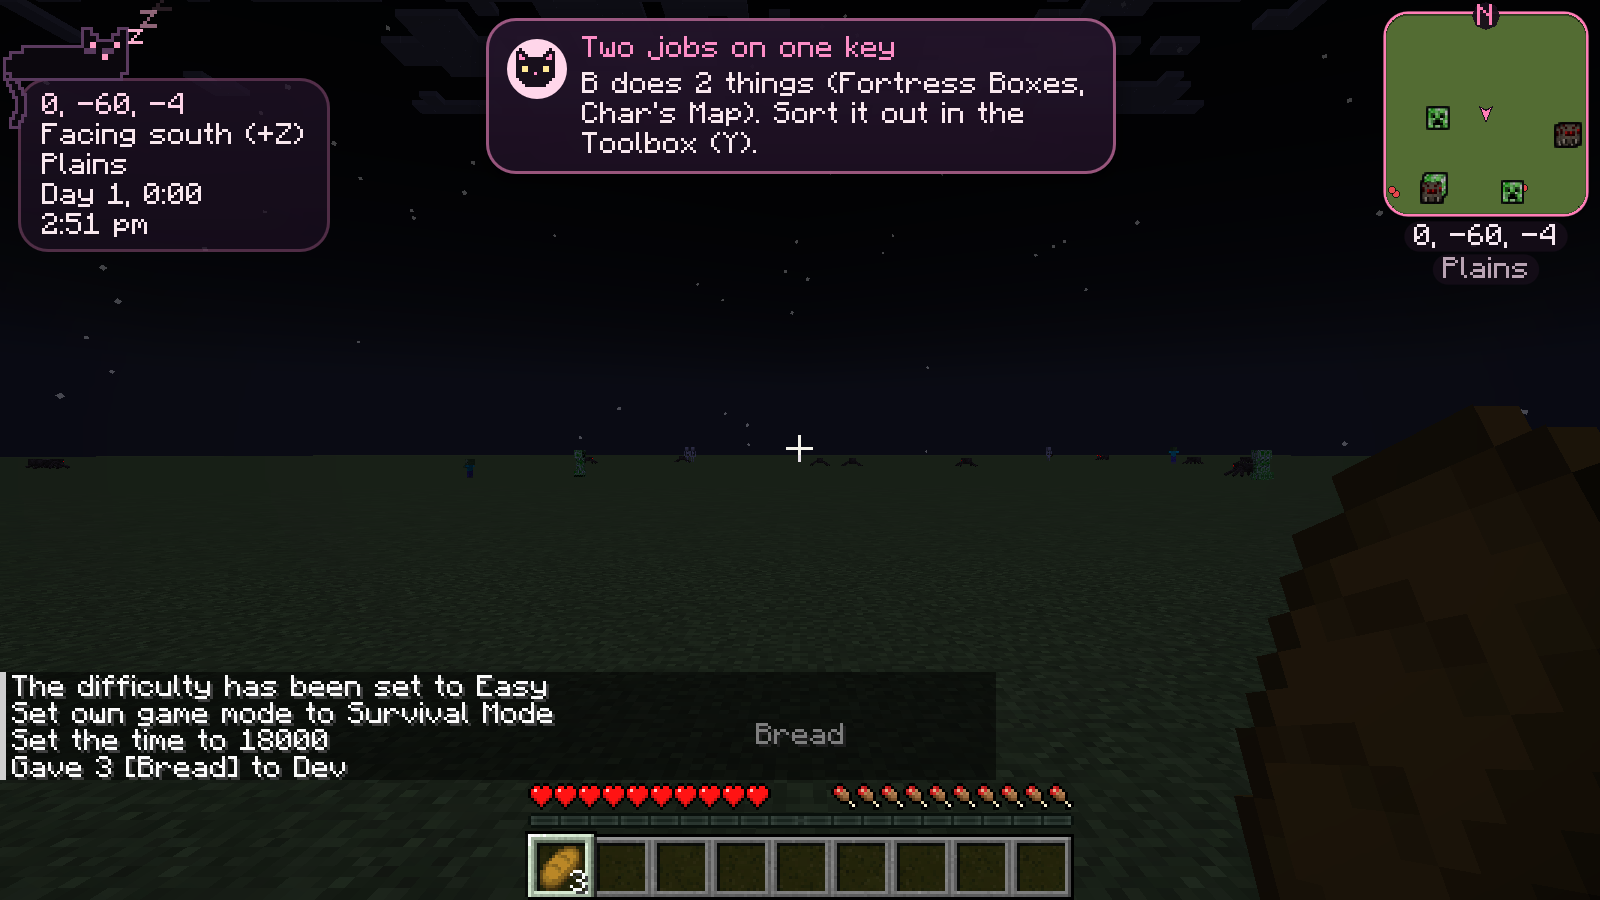 z
z
Two jobs on one key
B does 2 things (Fortress Boxes,
Char's Map). Sort it out in the
Toolbox (Y).
N
0, -60, -4
Facing south (+Z)
Plains
Day 1, 0:00
2:51 pm
0, -60, -4
Plains
The difficulty has been set to Easy
Set own game mode to Survival Mode
Set the time to 18000
Gave 3 [Bread] to Dev
Bread
3